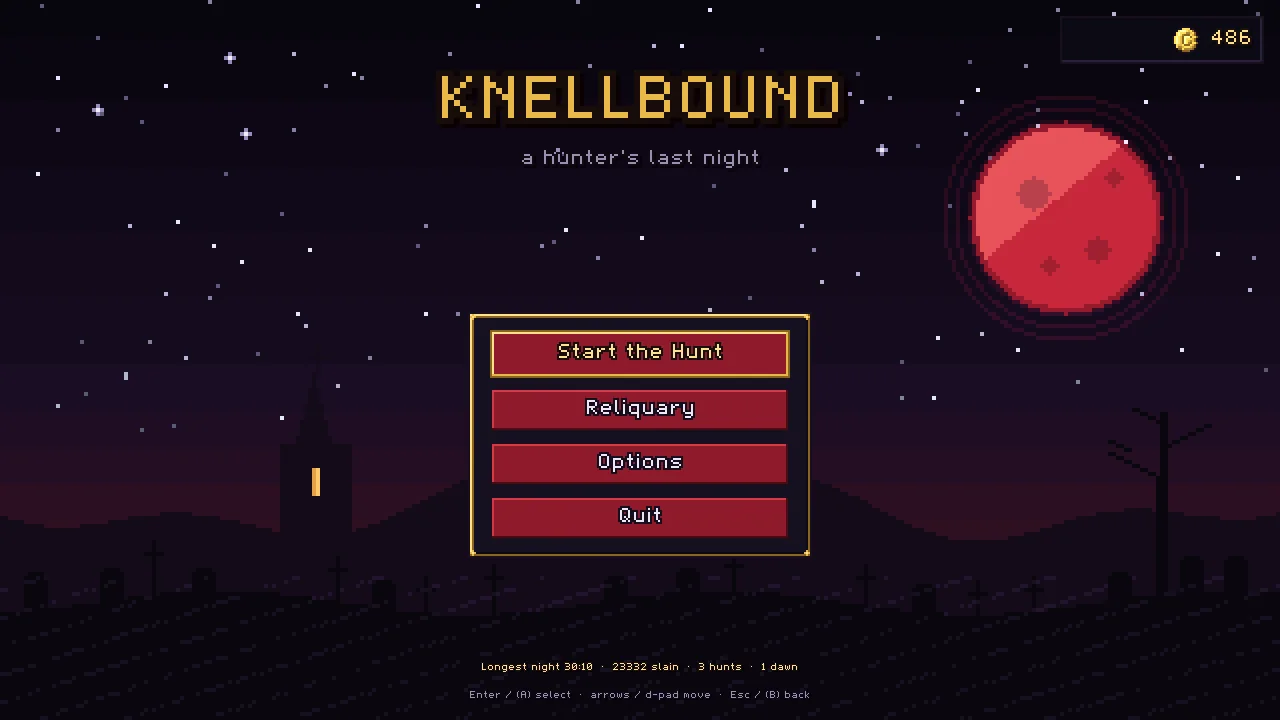 486
KNELLBOUND
a hunter's last night
Start the Hunt
Reliquary
Options
Quit
Longest night 30:10 · 23332 slain · 3 hunts · 1 dawn
Enter / (A) select · arrows / d-pad move · Esc / (B) back